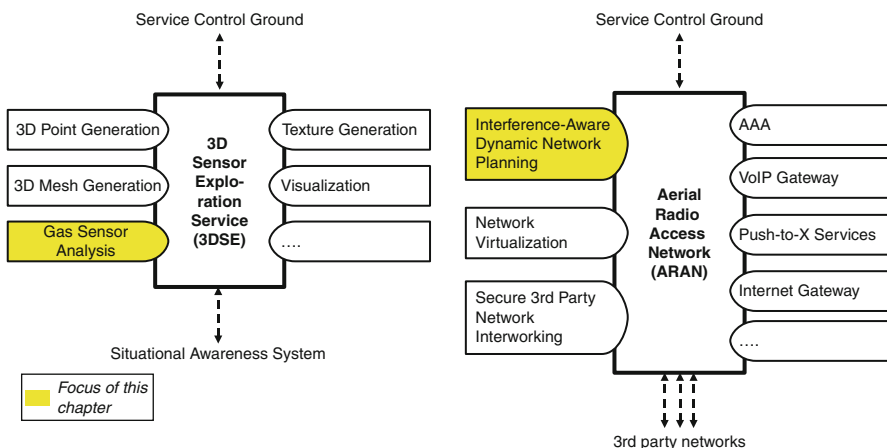 Service Control Ground
3D Point Generation
3D Mesh Generation
Gas Sensor
Analysis
3D
Sensor
Explo-
ration
Service
(3DSE)
Texture Generation
Visualization
....
Situational Awareness System
Focus of this
chapter
Service Control Ground
Interference-Aware
Dynamic Network
Planning
Network
Virtualization
Secure 3rd Party
Network
Interworking
Aerial
Radio
Access
Network
(ARAN)
AAA
VoIP Gateway
Push-to-X Services
Internet Gateway
....
3rd party networks